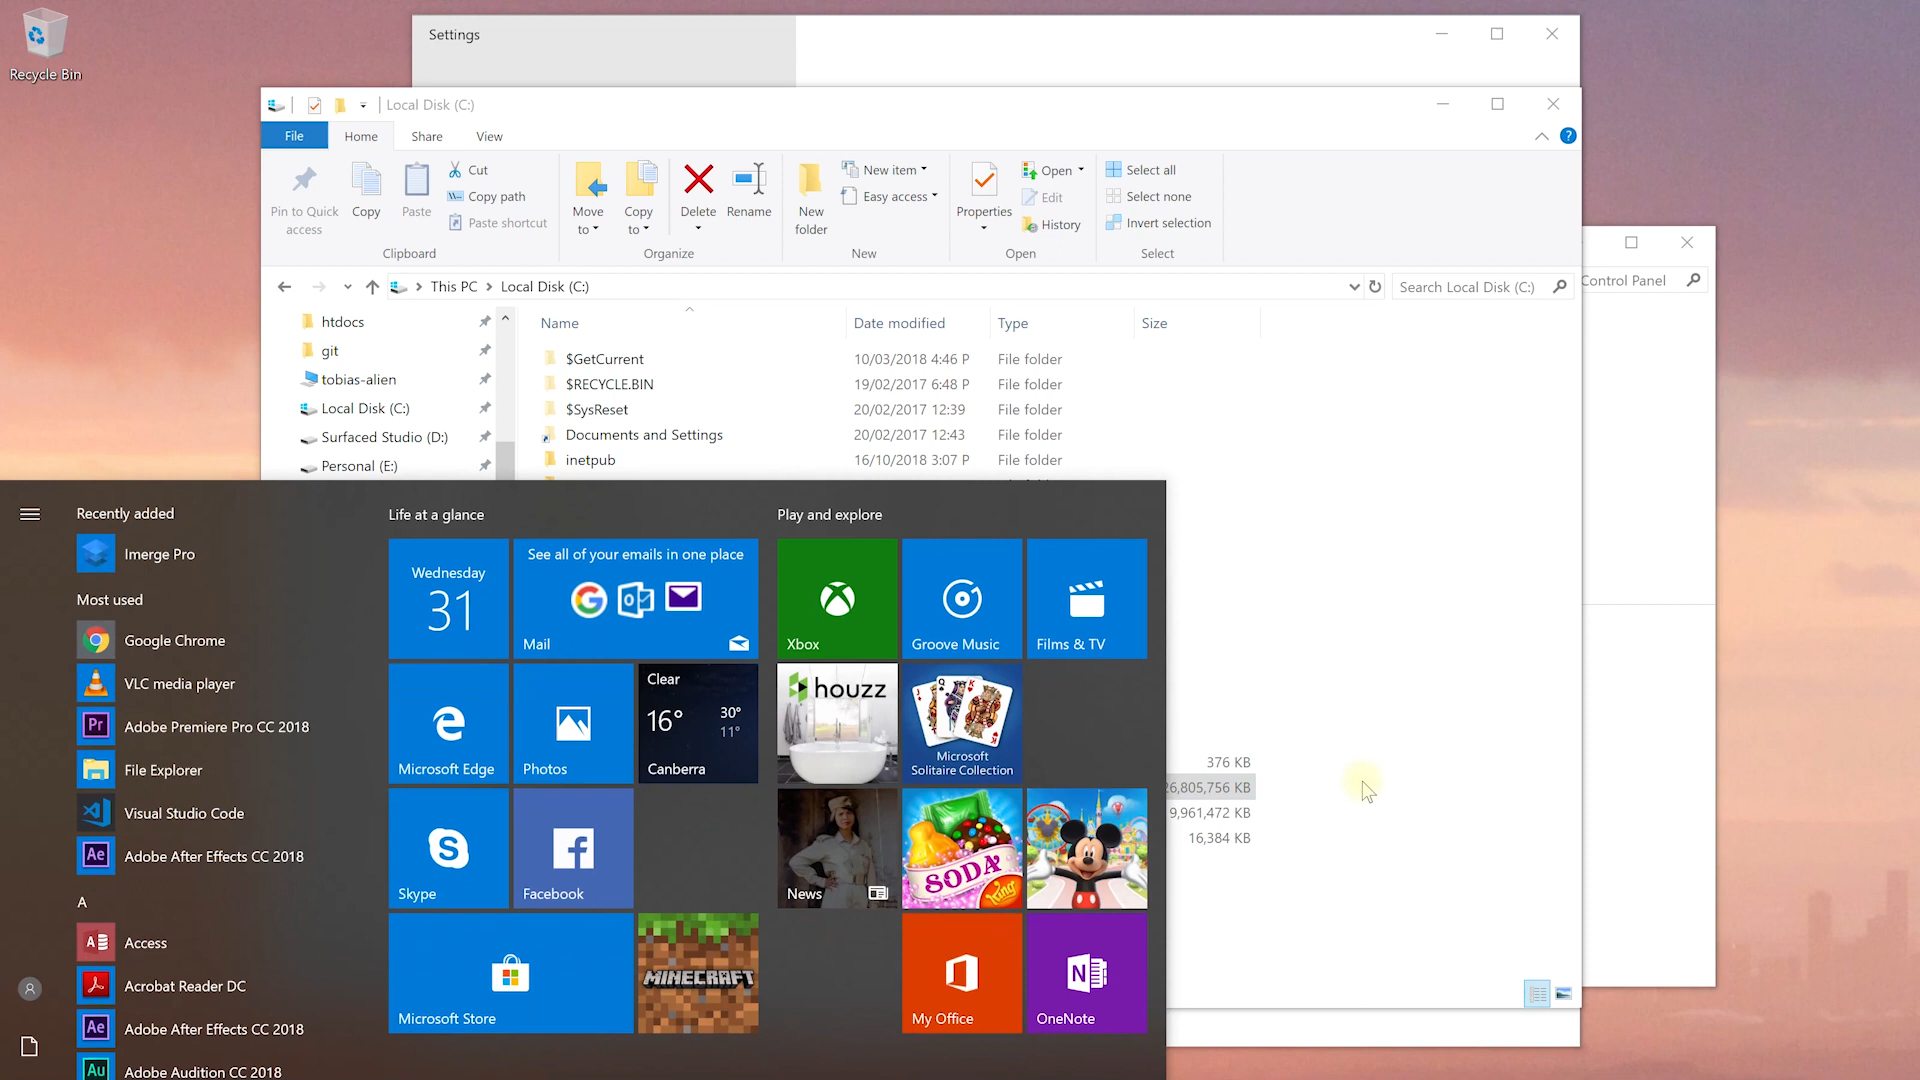 Recycle Bin
Settings
Local Disk (C:)
File
Home
Share
View
?
Pin to Quick
access
Copy
Paste
Cut
Copy path
Paste shortcut
Clipboard
Move
to
Copy
to
Delete
Rename
Organize
New
folder
New item
Easy access
New
Properties
Open
Edit
History
Open
Select all
Select none
Invert selection
Select
This PC
Local Disk (C:)
Search Local Disk (C:)
Control Panel
htdocs
git
tobias-alien
Local Disk (C:)
Surfaced Studio (D:)
Personal (E:)
Name
Date modified
Type
Size
$GetCurrent 10/03/2018 4:46 P File folder
$RECYCLE.BIN 19/02/2017 6:48 P File folder
$SysReset 20/02/2017 12:39 File folder
Documents and Settings 20/02/2017 12:43 File folder
inetpub 16/10/2018 3:07 P File folder
376 KB
26,805,756 KB
9,961,472 KB
16,384 KB
Recently added
Imerge Pro
Most used
Google Chrome
VLC media player
Pr
Adobe Premiere Pro CC 2018
File Explorer
Visual Studio Code
Ae
Adobe After Effects CC 2018
A
A
Access
Acrobat Reader DC
Ae
Adobe After Effects CC 2018
Au
Adobe Audition CC 2018
Life at a glance
Wednesday
31
See all of your emails in one place
Mail
Microsoft Edge
Photos
Clear
16°
30°
11°
Canberra
Skype
Facebook
Microsoft Store
MINECRAFT
Play and explore
Xbox
Groove Music
Films & TV
houzz
J
Q
K
Microsoft
Solitaire Collection
News
SODA
King
My Office
N
OneNote